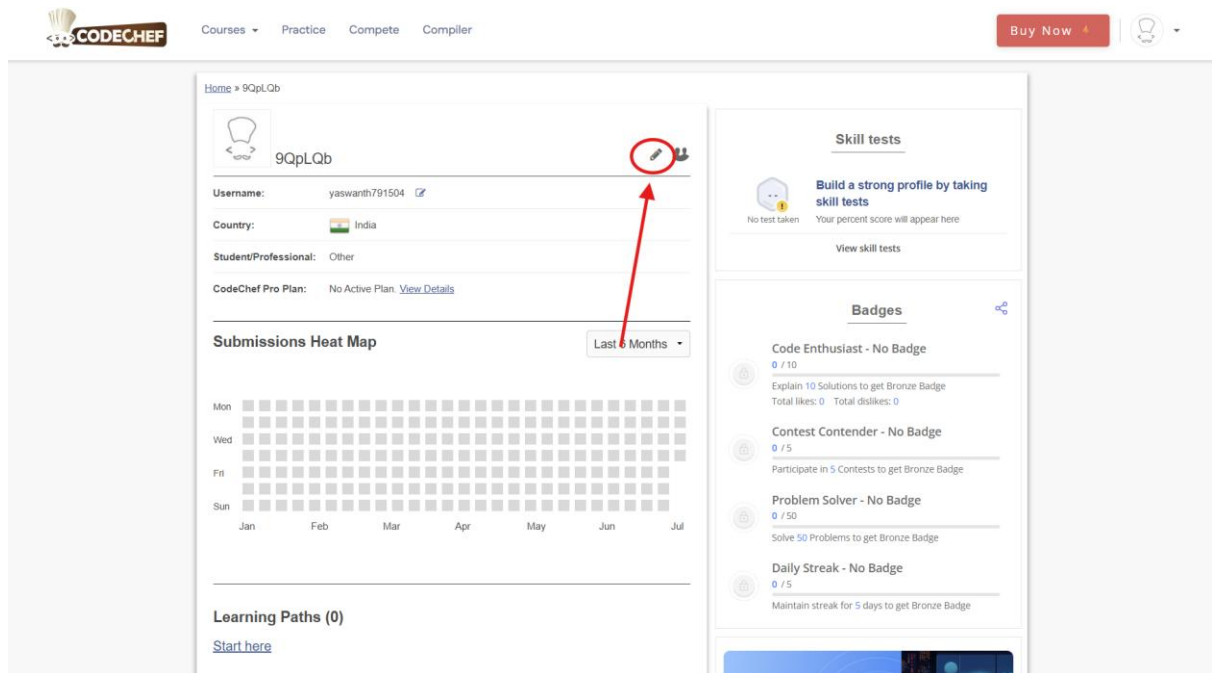 CODECHEF
Courses
Practice
Compete
Compiler
Buy Now
Home » 9QpLQb
9QpLQb
Username: yaswanth791504
Country: India
Student/Professional: Other
CodeChef Pro Plan: No Active Plan. View Details
Submissions Heat Map
Last 6 Months
Mon
Wed
Fri
Sun
Jan Feb Mar Apr May Jun Jul
Learning Paths (0)
Start here
Skill tests
Build a strong profile by taking
skill tests
No test taken
Your percent score will appear here
View skill tests
Badges
Code Enthusiast - No Badge
0 / 10
Explain 10 Solutions to get Bronze Badge
Total likes: 0 Total dislikes: 0
Contest Contender - No Badge
0 / 5
Participate in 5 Contests to get Bronze Badge
Problem Solver - No Badge
0 / 50
Solve 50 Problems to get Bronze Badge
Daily Streak - No Badge
0 / 5
Maintain streak for 5 days to get Bronze Badge